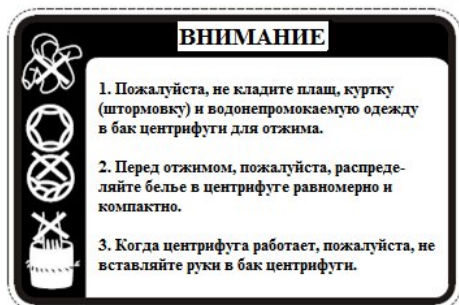 ВНИМАНИЕ
1. Пожалуйста, не кладите плащ, куртку
(штормовку) и водонепромокаемую одежду
в бак центрифуги для отжима.
2. Перед отжимом, пожалуйста, распреде-
ляйте белье в центрифуге равномерно и
компактно.
3. Когда центрифуга работает, пожалуйста, не
вставляйте руки в бак центрифуги.